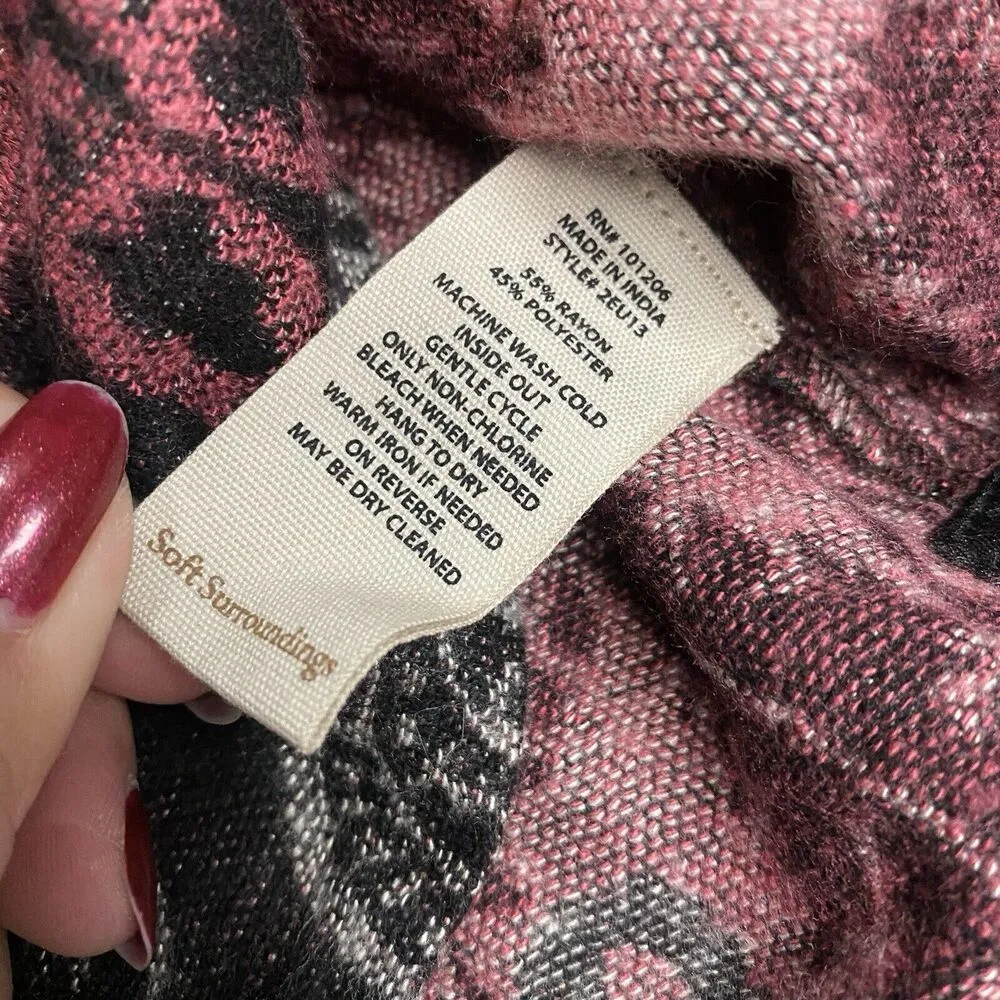 RN# 101206
MADE IN INDIA
STYLE# 2EU13
55% RAYON
45% POLYESTER
MACHINE WASH COLD
INSIDE OUT
GENTLE CYCLE
ONLY NON-CHLORINE
BLEACH WHEN NEEDED
HANG TO DRY
WARM IRON IF NEEDED
ON REVERSE
MAY BE DRY CLEANED
Soft Surroundings